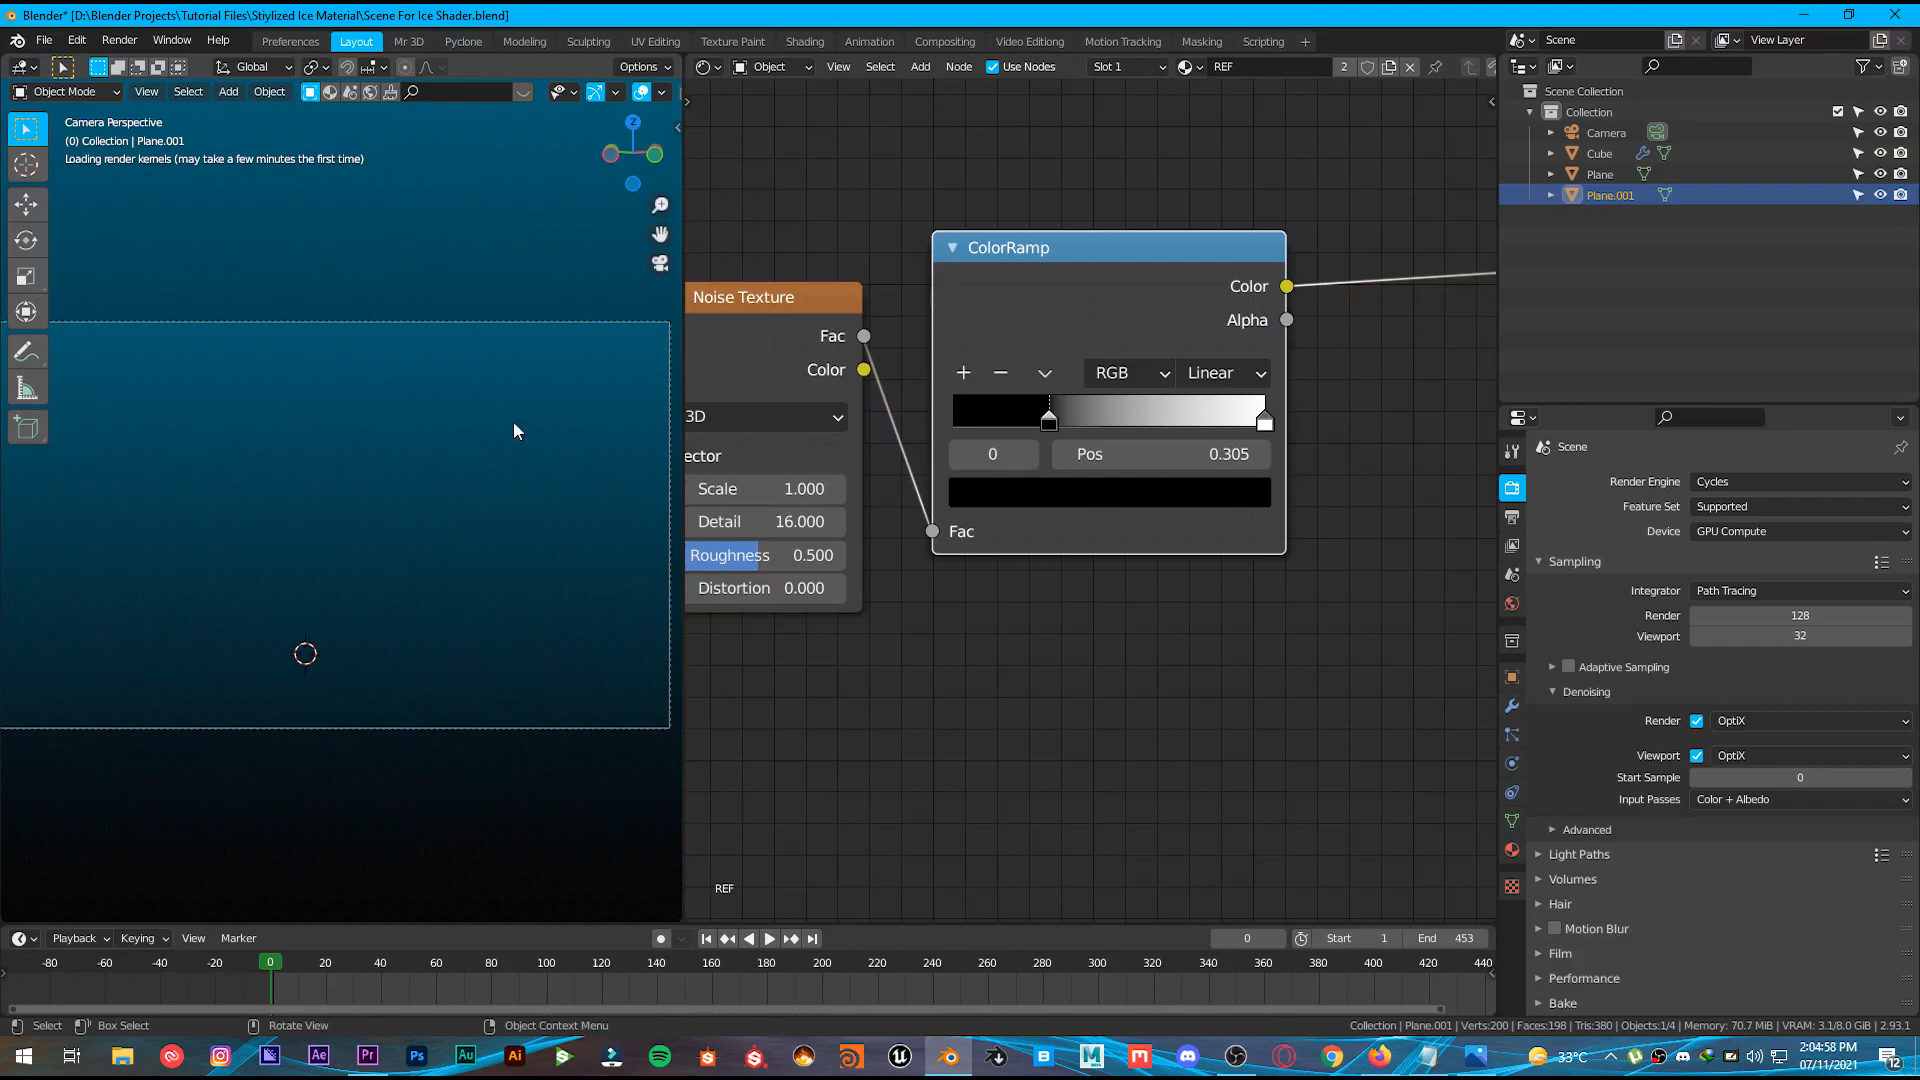 Blender* [D:\Blender Projects\Tutorial Files\Stiylized Ice Material\Scene For Ice Shader.blend]
File Edit Render Window Help Preferences Layout Mr 3D Pyclone Modeling Sculpting UV Editing Texture Paint Shading Animation Compositing Video Editing Motion Tracking Masking Scripting + Scene View Layer
Global Options Object View Select Add Node Use Nodes Slot 1 REF 2
Object Mode View Select Add Object
Scene Collection
Collection
Camera
Cube
Plane
Plane.001
Camera Perspective
(0) Collection | Plane.001
Loading render kernels (may take a few minutes the first time)
Z
Noise Texture
Fac
Color
3D
ector
Scale 1.000
Detail 16.000
Roughness 0.500
Distortion 0.000
ColorRamp
Color
Alpha
RGB Linear
0 Pos 0.305
Fac
REF
Scene
Render Engine Cycles
Feature Set Supported
Device GPU Compute
Sampling
Integrator Path Tracing
Render 128
Viewport 32
Adaptive Sampling
Denoising
Render OptiX
Viewport OptiX
Start Sample 0
Input Passes Color + Albedo
Advanced
Light Paths
Volumes
Hair
Motion Blur
Film
Performance
Bake
Playback Keying View Marker 0 Start 1 End 453
-80 -60 -40 -20 0 20 40 60 80 100 120 140 160 180 200 220 240 260 280 300 320 340 360 380 400 420 440
Select Box Select Rotate View Object Context Menu
Collection | Plane.001 | Verts:200 | Faces:198 | Tris:380 | Objects:1/4 | Memory: 70.7 MiB | VRAM: 3.1/8.0 GiB | 2.93.1
Ae Pr Ps Au Ai B M M 33°C 2:04:58 PM
07/11/2021
12